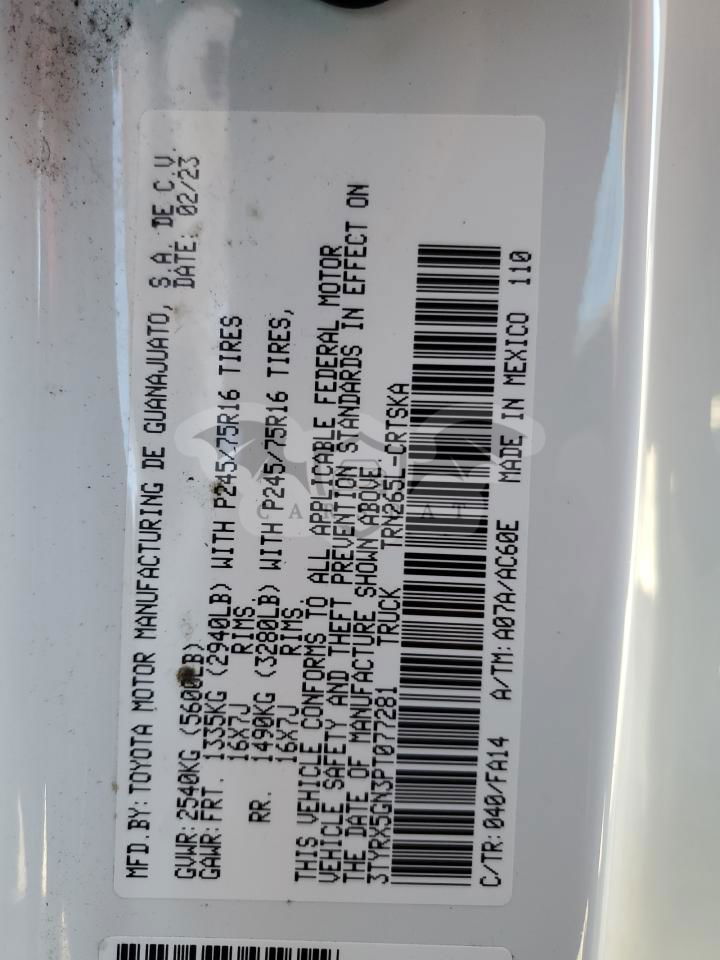 MFD.BY: TOYOTA MOTOR MANUFACTURING DE GUANAJUATO, S.A. DE C.V.
DATE: 02/23
GVWR: 2540KG (5600LB)
GAWR: FRT. 1335KG (2940LB) WITH P245/75R16 TIRES
16X7J RIMS.
RR. 1490KG (3280LB) WITH P245/75R16 TIRES,
16X7J RIMS.
THIS VEHICLE CONFORMS TO ALL APPLICABLE FEDERAL MOTOR
VEHICLE SAFETY AND THEFT PREVENTION STANDARDS IN EFFECT ON
THE DATE OF MANUFACTURE SHOWN ABOVE.
3TYRX5GN3PT077281 TRUCK TRN265L-CRTSKA
C/TR: 040/FA14 A/TM: A07A/AC60E MADE IN MEXICO 110